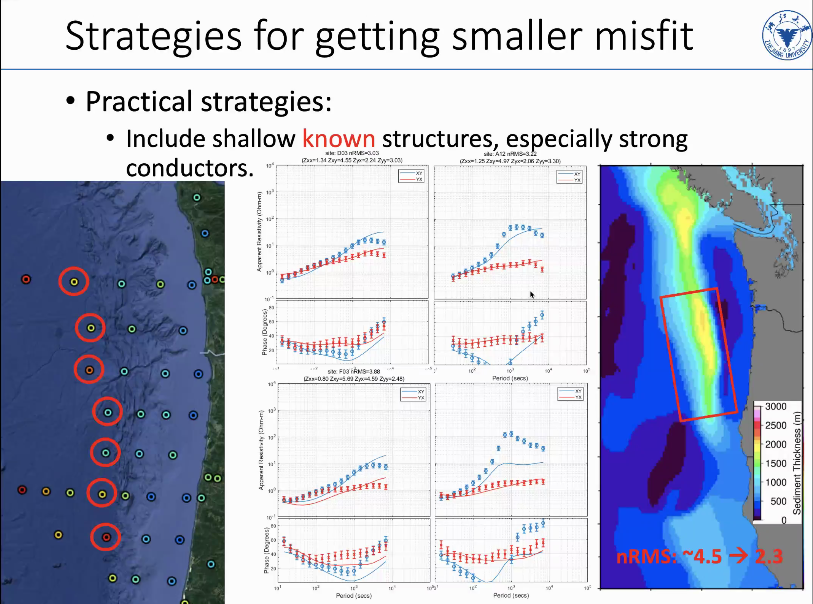 Strategies for getting smaller misfit
• Practical strategies:
• Include shallow known structures, especially strong
conductors.
site: D03 nRMS=3.03
(Zxx=1.34 Zxy=4.55 Zyx=2.24 Zyy=3.03)
site: A12 nRMS=3.22
(Zxx=1.25 Zxy=4.97 Zyx=2.06 Zyy=3.30)
XY
YX
XY
YX
Apparent Resistivity (Ohm-m)
Phase (Degrees)
Period (secs)
site: F03 nRMS=3.88
(Zxx=0.80 Zxy=5.69 Zyx=4.59 Zyy=2.48)
XY
YX
XY
YX
Apparent Resistivity (Ohm-m)
Phase (Degrees)
Period (secs)
Period (secs)
3000
2500
2000
1500
1000
500
0
Sediment Thickness (m)
nRMS: ~4.5 → 2.3